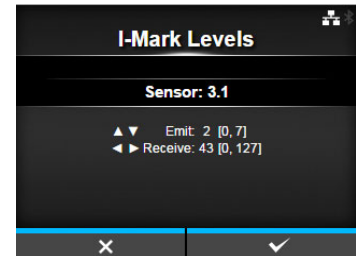 I-Mark Levels
Sensor: 3.1
▲ ▼ Emit: 2 [0, 7]
◄ ► Receive: 43 [0, 127]